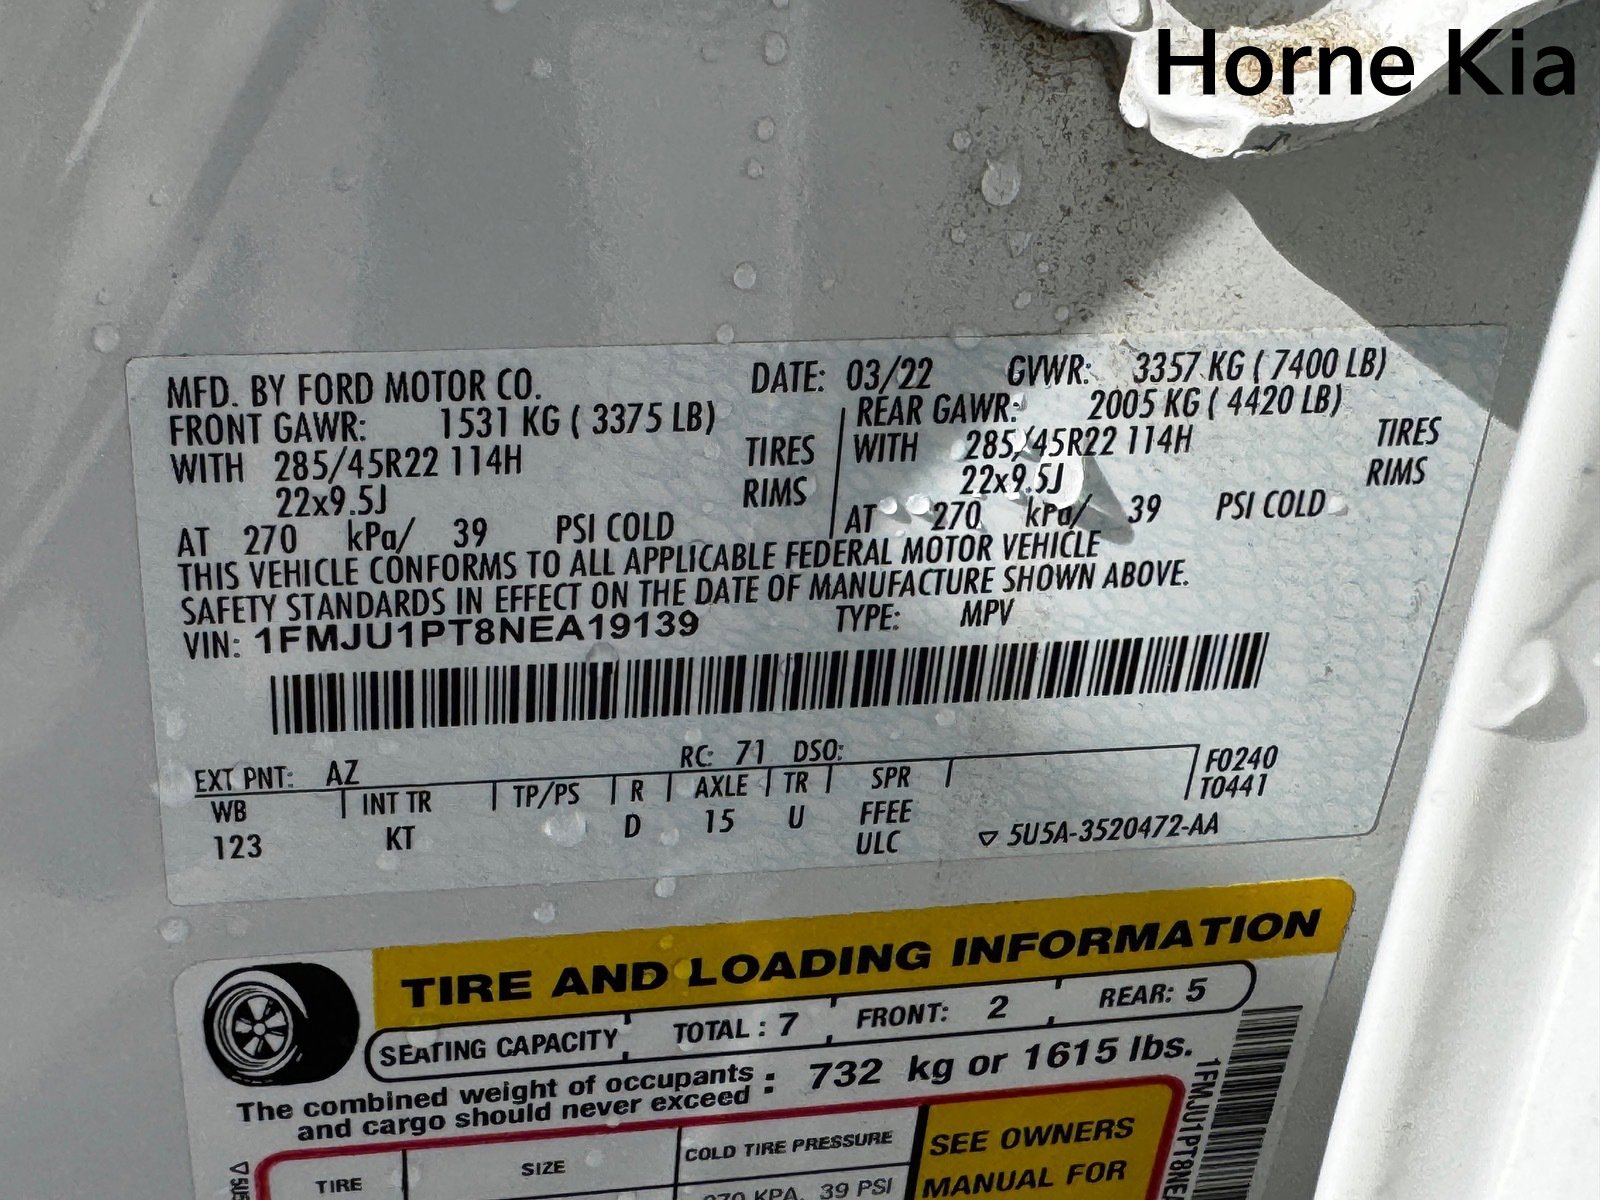 Horne Kia
MFD. BY FORD MOTOR CO. DATE: 03/22 GVWR: 3357 KG ( 7400 LB)
FRONT GAWR: 1531 KG ( 3375 LB) REAR GAWR: 2005 KG ( 4420 LB)
WITH 285/45R22 114H TIRES WITH 285/45R22 114H TIRES
22x9.5J RIMS 22x9.5J RIMS
AT 270 kPa/ 39 PSI COLD AT 270 kPa/ 39 PSI COLD
THIS VEHICLE CONFORMS TO ALL APPLICABLE FEDERAL MOTOR VEHICLE
SAFETY STANDARDS IN EFFECT ON THE DATE OF MANUFACTURE SHOWN ABOVE.
VIN: 1FMJU1PT8NEA19139 TYPE: MPV
EXT PNT: AZ RC: 71 DSO: F0240
WB INT TR TP/PS R AXLE TR SPR T0441
123 KT D 15 U FFEE
ULC ▽ 5U5A-3520472-AA
TIRE AND LOADING INFORMATION
SEATING CAPACITY TOTAL : 7 FRONT: 2 REAR: 5
The combined weight of occupants
and cargo should never exceed : 732 kg or 1615 lbs.
TIRE SIZE COLD TIRE PRESSURE SEE OWNERS
270 KPA, 39 PSI MANUAL FOR
1FMJU1PT8NEA